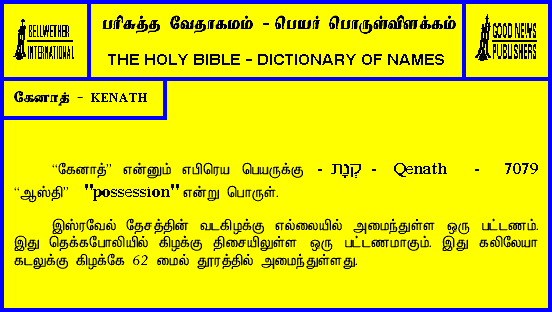 BELLWETHER
INTERNATIONAL
பரிசுத்த வேதாகமம் - பெயர் பொருள்விளக்கம்
THE HOLY BIBLE - DICTIONARY OF NAMES
GOOD NEWS
PUBLISHERS
கேனாத் - KENATH
“கேனாத்” என்னும் எபிரெய பெயருக்கு - קְנָת - Qenath - 7079
“ஆஸ்தி” "possession" என்று பொருள்.
இஸ்ரவேல் தேசத்தின் வடகிழக்கு எல்லையில் அமைந்துள்ள ஒரு பட்டணம்.
இது தெக்கபோலியில் கிழக்கு திசையிலுள்ள ஒரு பட்டணமாகும். இது கலிலேயா
கடலுக்கு கிழக்கே 62 மைல் தூரத்தில் அமைந்துள்ளது.